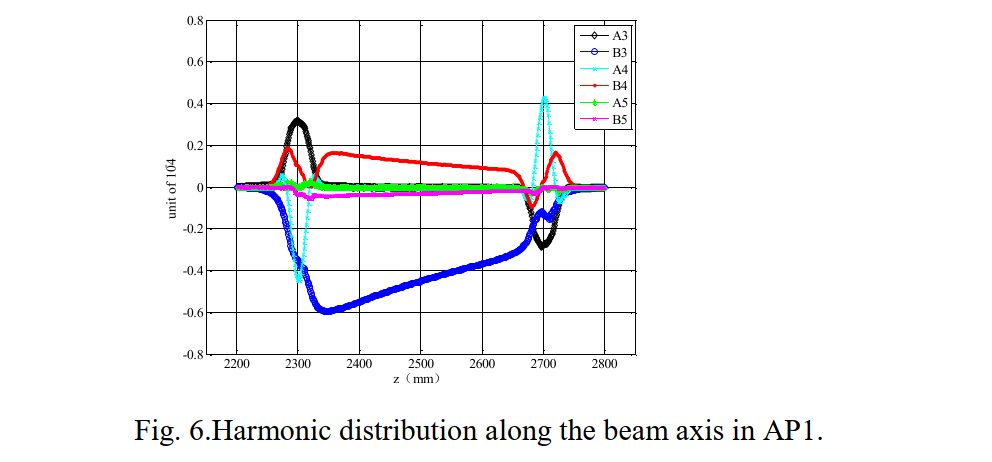 0.8
0.6
0.4
0.2
0
-0.2
-0.4
-0.6
-0.8
unit of 104
2200 2300 2400 2500 2600 2700 2800
z（mm）
A3
B3
A4
B4
A5
B5
Fig. 6.Harmonic distribution along the beam axis in AP1.